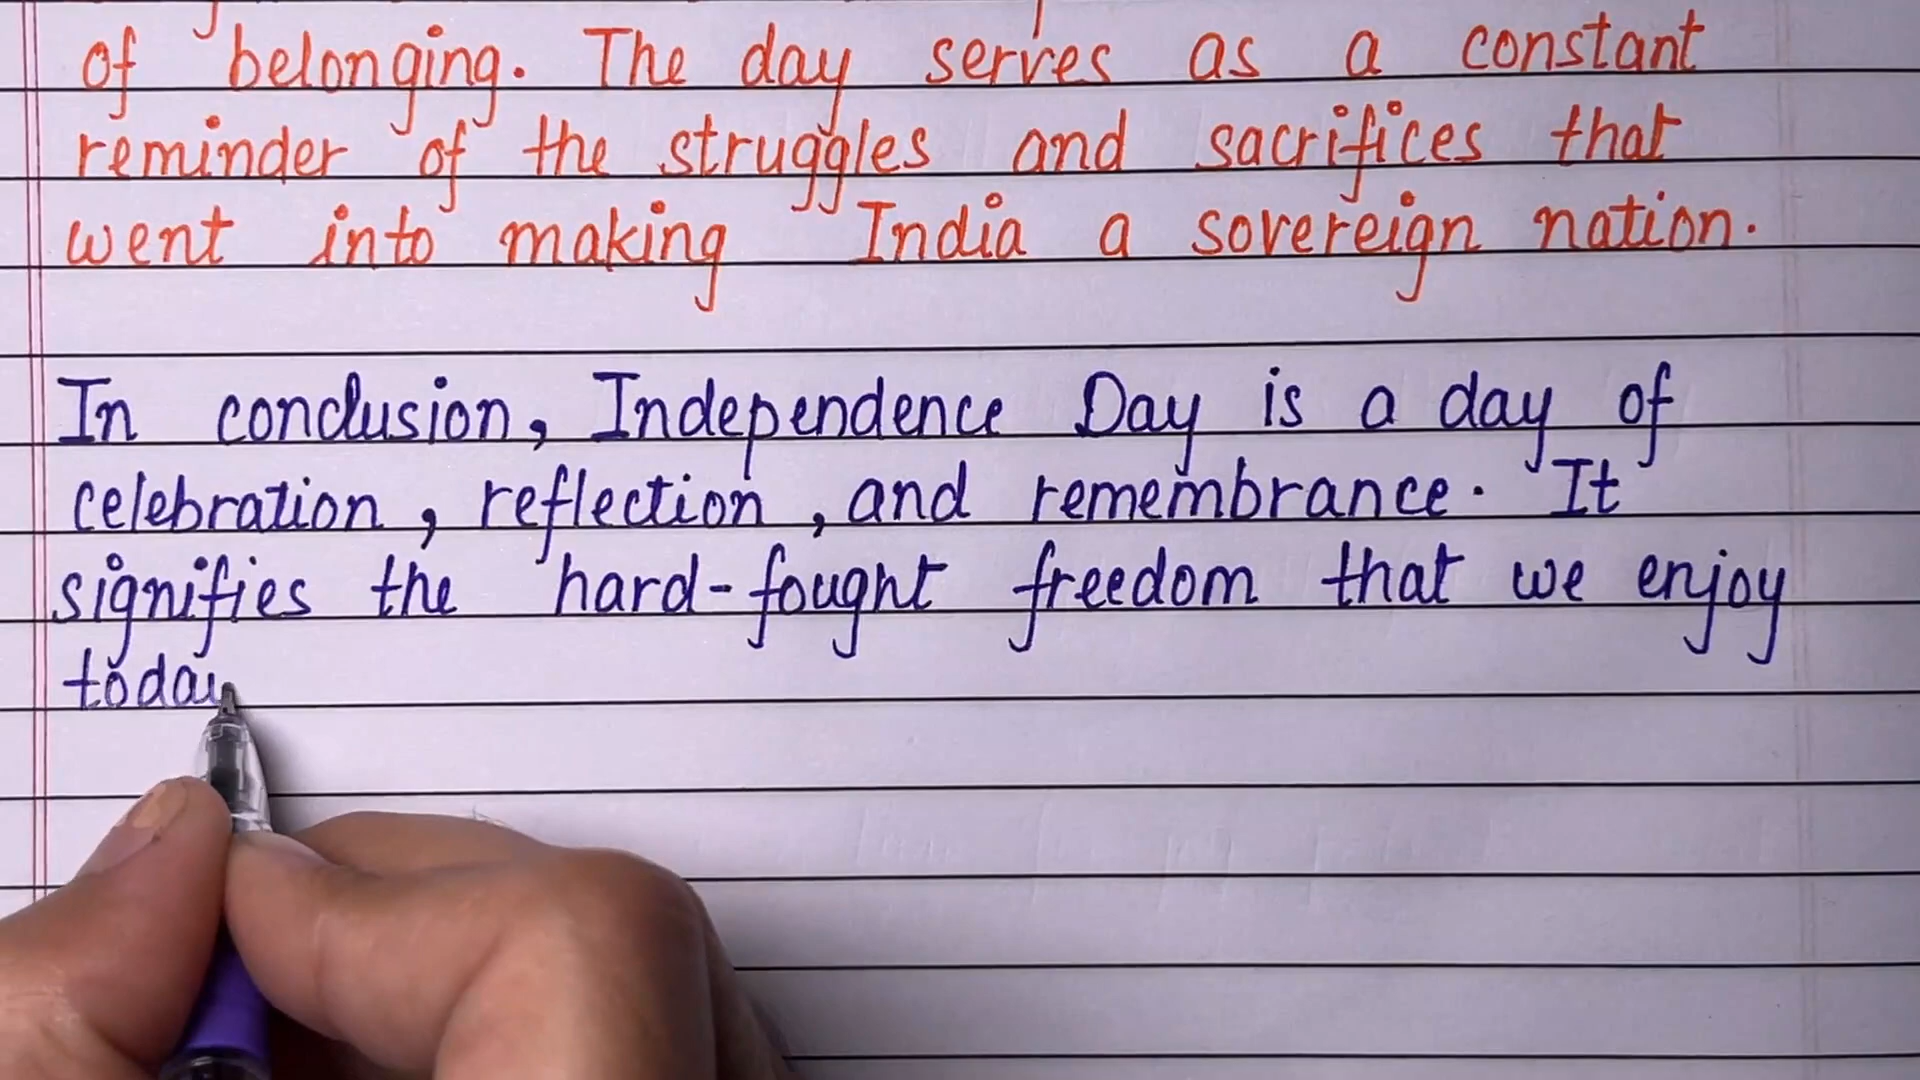 of belonging. The day serves as a constant
reminder of the struggles and sacrifices that
went into making India a sovereign nation.
In conclusion, Independence Day is a day of
celebration, reflection, and remembrance. It
signifies the hard-fought freedom that we enjoy
today